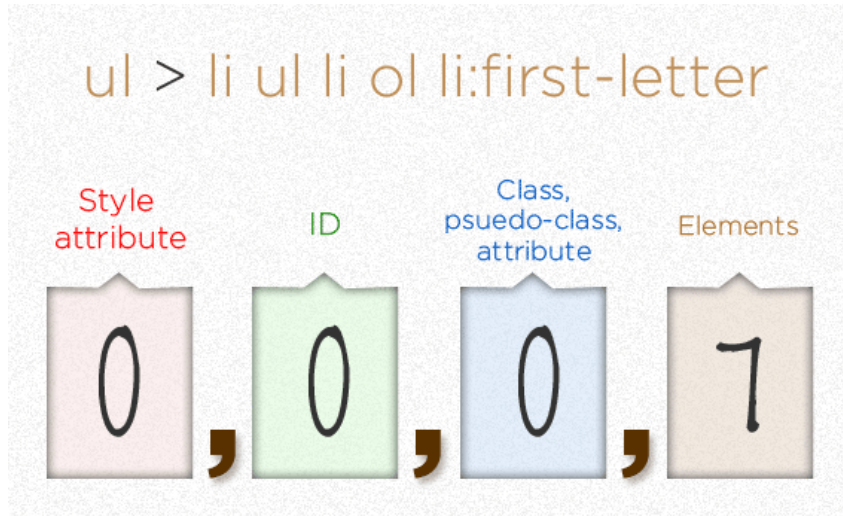 ul > li ul li ol li:first-letter
Style
attribute
ID
Class,
psuedo-class,
attribute
Elements
0 , 0 , 0 , 7